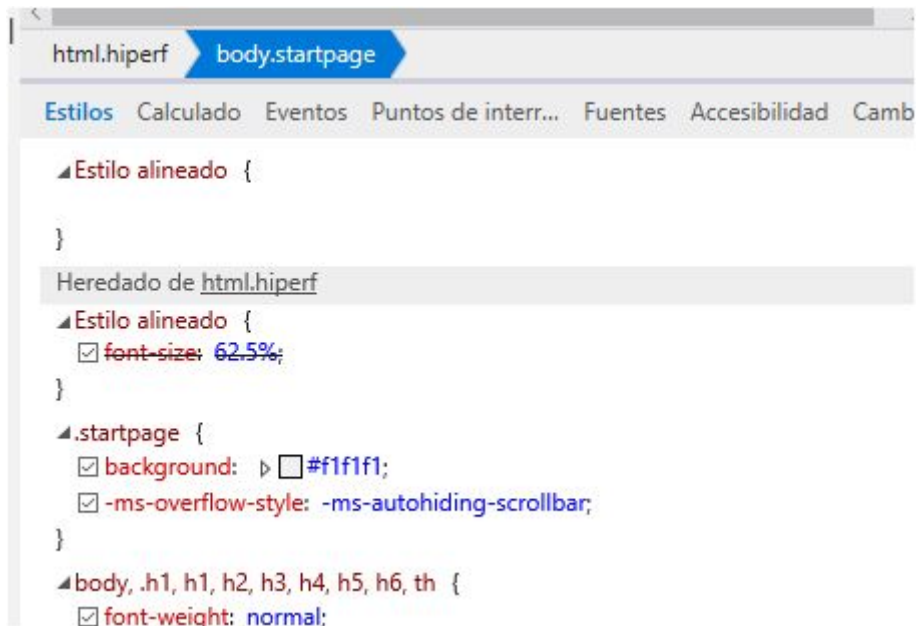 html.hiperf body.startpage
Estilos Calculado Eventos Puntos de interr... Fuentes Accesibilidad Camb
Estilo alineado {
}
Heredado de html.hiperf
Estilo alineado {
font-size: 62.5%;
}
.startpage {
background: #f1f1f1;
-ms-overflow-style: -ms-autohiding-scrollbar;
}
body, .h1, h1, h2, h3, h4, h5, h6, th {
font-weight: normal;